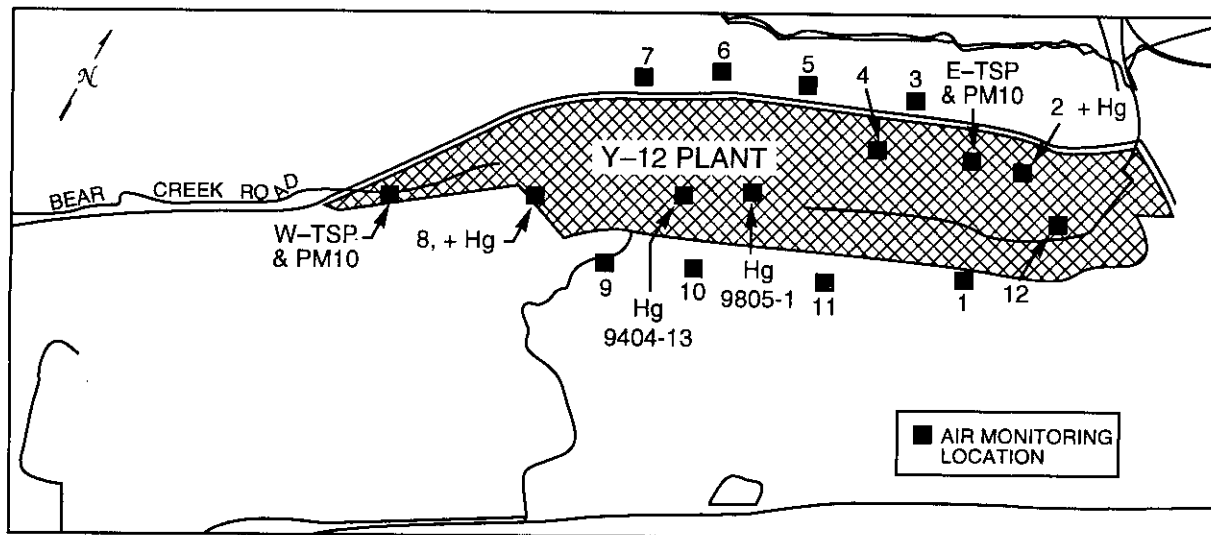 N
7
6
5
3
4
E–TSP
& PM10
2 + Hg
Y–12 PLANT
BEAR CREEK ROAD
W–TSP
& PM10
8, + Hg
9
Hg
9404-13
10
Hg
9805-1
11
1
12
AIR MONITORING
LOCATION